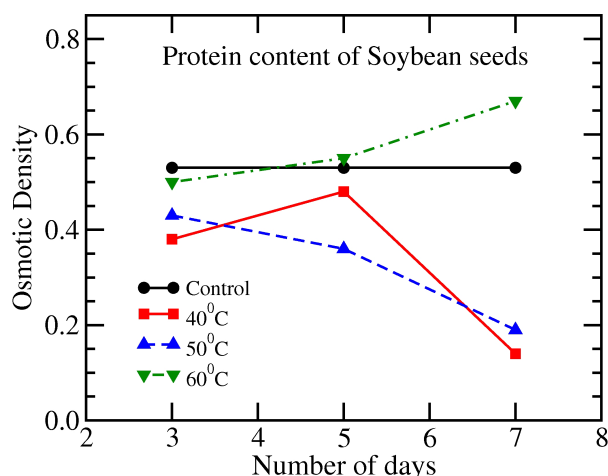 Protein content of Soybean seeds
Osmotic Density
0.8
0.6
0.4
0.2
0.0
Control
40⁰C
50⁰C
60⁰C
2 3 4 5 6 7 8
Number of days